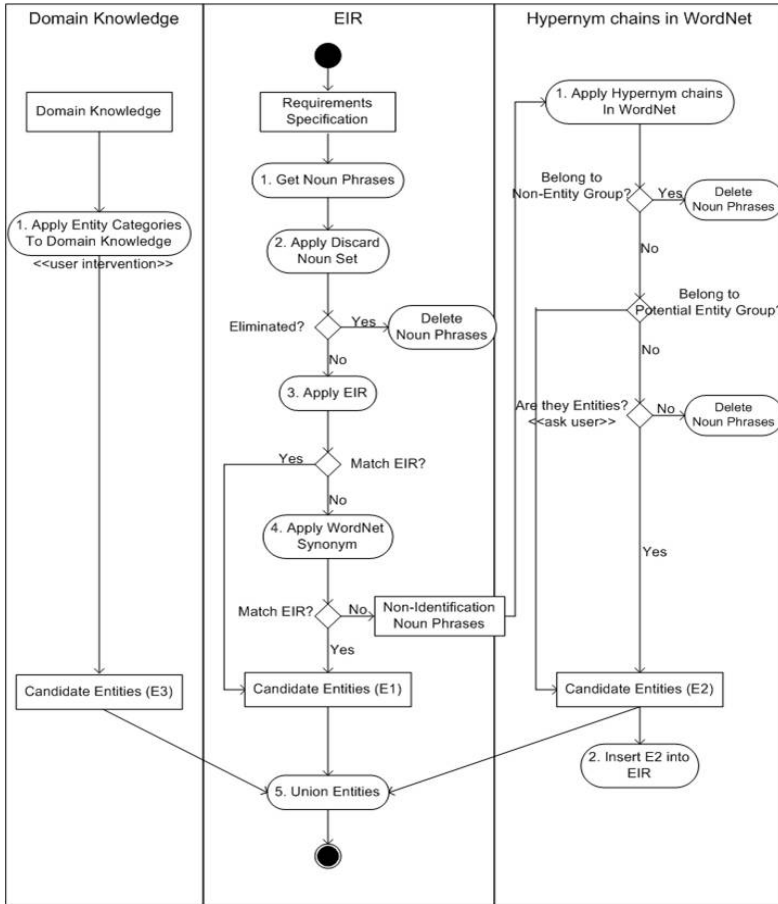 Domain Knowledge
EIR
Hypernym chains in WordNet
Domain Knowledge
1. Apply Entity Categories
To Domain Knowledge
<<user intervention>>
Candidate Entities (E3)
Requirements
Specification
1. Get Noun Phrases
2. Apply Discard
Noun Set
Eliminated?
Yes
Delete
Noun Phrases
No
3. Apply EIR
Yes
Match EIR?
No
4. Apply WordNet
Synonym
Match EIR?
No
Non-Identification
Noun Phrases
Yes
Candidate Entities (E1)
5. Union Entities
1. Apply Hypernym chains
In WordNet
Belong to
Non-Entity Group?
Yes
Delete
Noun Phrases
No
Belong to
Potential Entity Group?
No
Are they Entities?
<<ask user>>
No
Delete
Noun Phrases
Yes
Candidate Entities (E2)
2. Insert E2 into
EIR